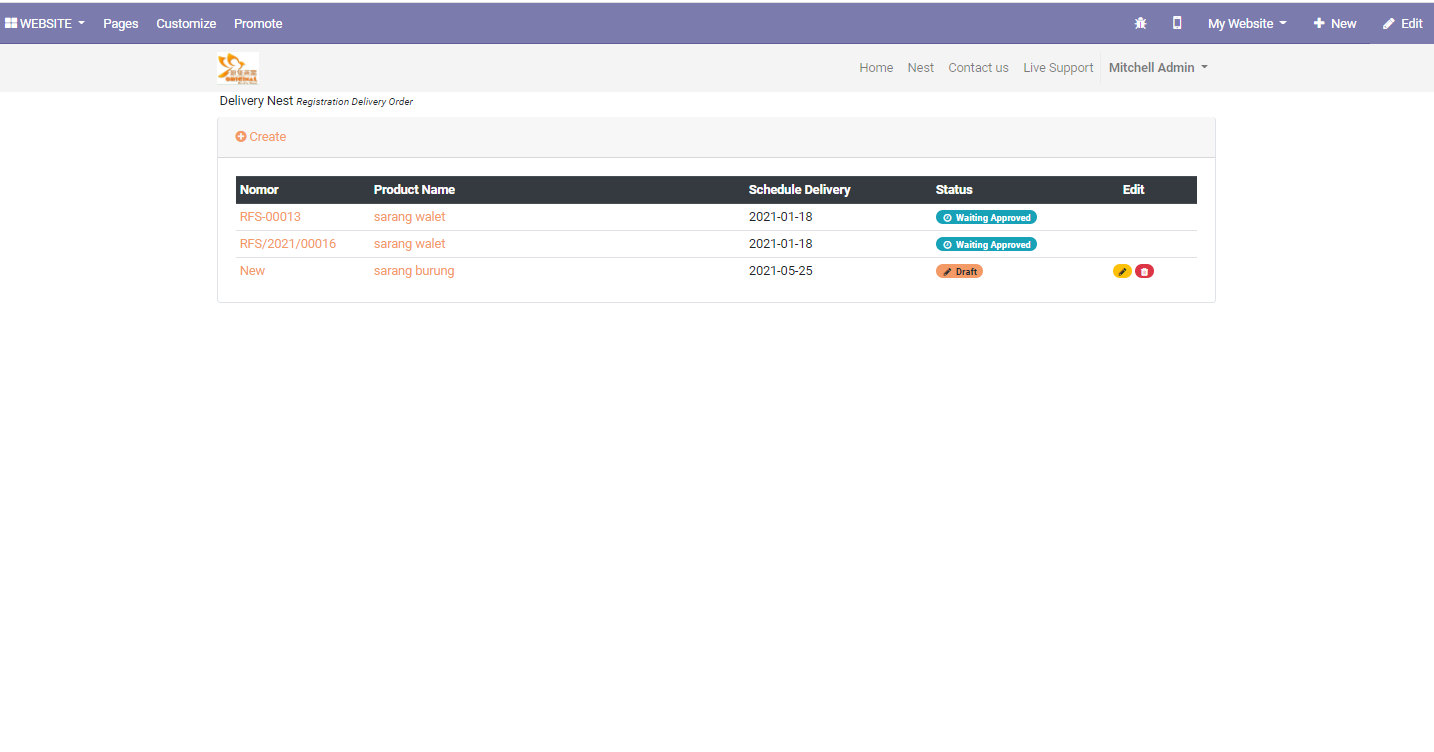 WEBSITE Pages Customize Promote My Website New Edit
ORIGINAL Home Nest Contact us Live Support Mitchell Admin
Delivery Nest Registration Delivery Order
Create
Nomor Product Name Schedule Delivery Status Edit
RFS-00013 sarang walet 2021-01-18 Waiting Approved
RFS/2021/00016 sarang walet 2021-01-18 Waiting Approved
New sarang burung 2021-05-25 Draft